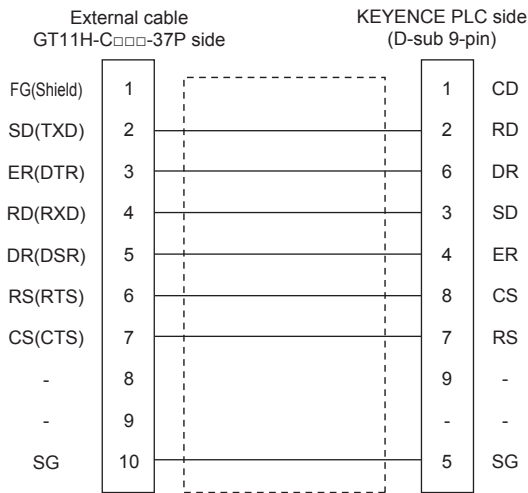 External cable KEYENCE PLC side
GT11H-C□□□-37P side (D-sub 9-pin)
FG(Shield) 1 1 CD
SD(TXD) 2 2 RD
ER(DTR) 3 6 DR
RD(RXD) 4 3 SD
DR(DSR) 5 4 ER
RS(RTS) 6 8 CS
CS(CTS) 7 7 RS
- 8 9 -
- 9 - -
SG 10 5 SG